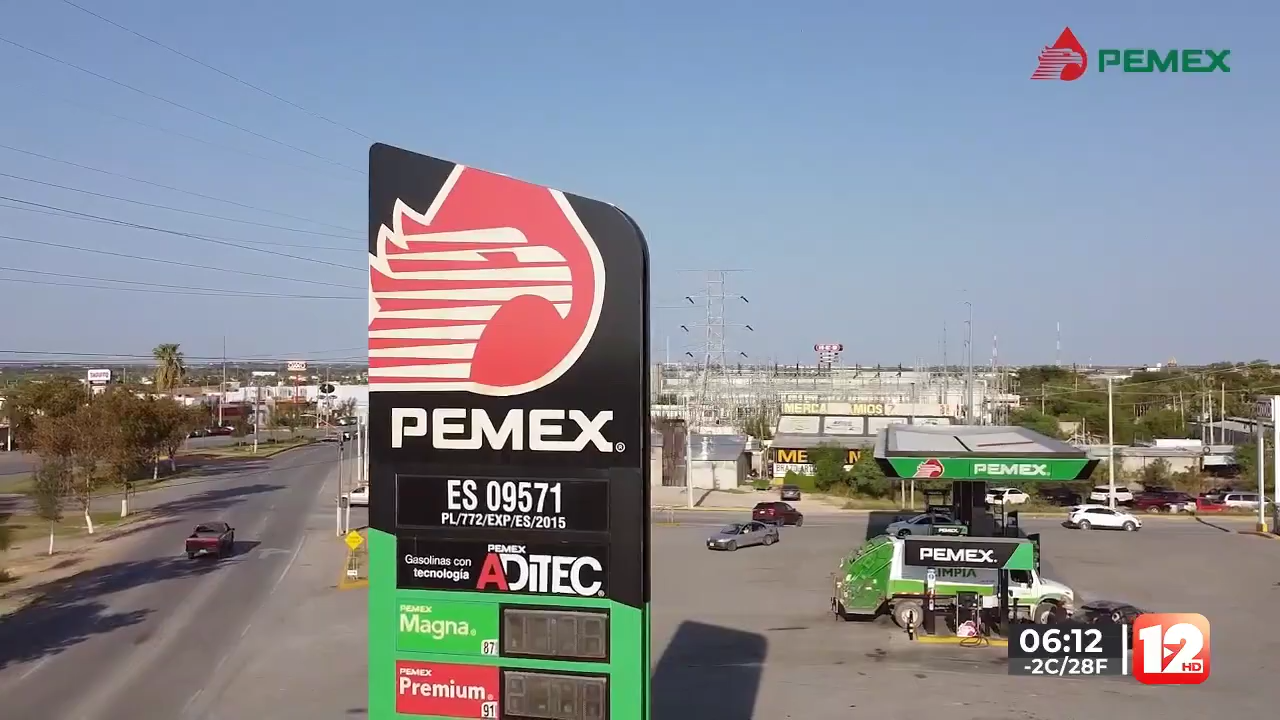 PEMEX
PEMEX®
ES 09571
PL/772/EXP/ES/2015
Gasolinas con
tecnología
PEMEX
ADITEC®
PEMEX
Magna®
87
PEMEX
Premium®
91
PEMEX®
PEMEX®
LIMPIA
06:12
-2C/28F
12
HD